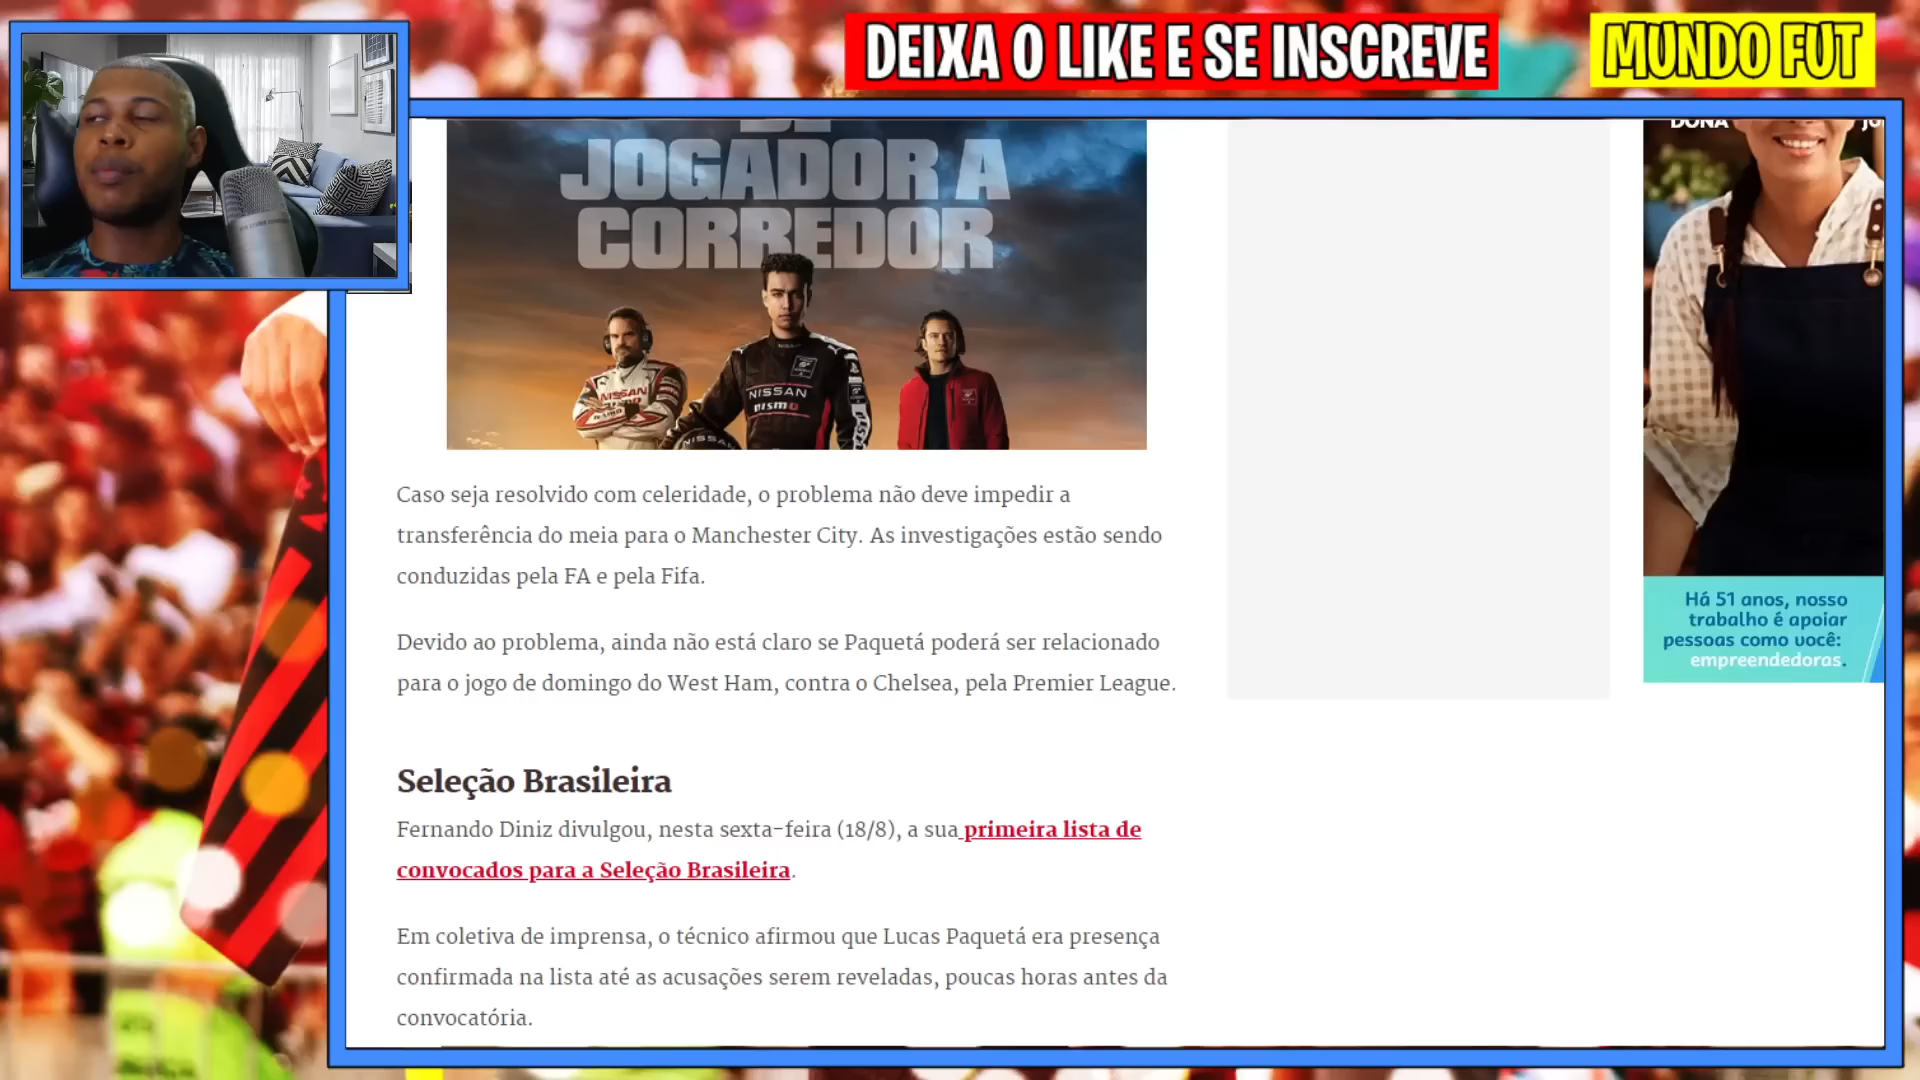 DEIXA O LIKE E SE INSCREVE
MUNDO FUT
DE
JOGADOR A
CORREDOR
NISSAN
NISSAN
nismo
NISSAN
DONA
Caso seja resolvido com celeridade, o problema não deve impedir a
transferência do meia para o Manchester City. As investigações estão sendo
conduzidas pela FA e pela Fifa.
Devido ao problema, ainda não está claro se Paquetá poderá ser relacionado
para o jogo de domingo do West Ham, contra o Chelsea, pela Premier League.
Há 51 anos, nosso
trabalho é apoiar
pessoas como você:
empreendedoras.
Seleção Brasileira
Fernando Diniz divulgou, nesta sexta-feira (18/8), a sua primeira lista de
convocados para a Seleção Brasileira.
Em coletiva de imprensa, o técnico afirmou que Lucas Paquetá era presença
confirmada na lista até as acusações serem reveladas, poucas horas antes da
convocatória.